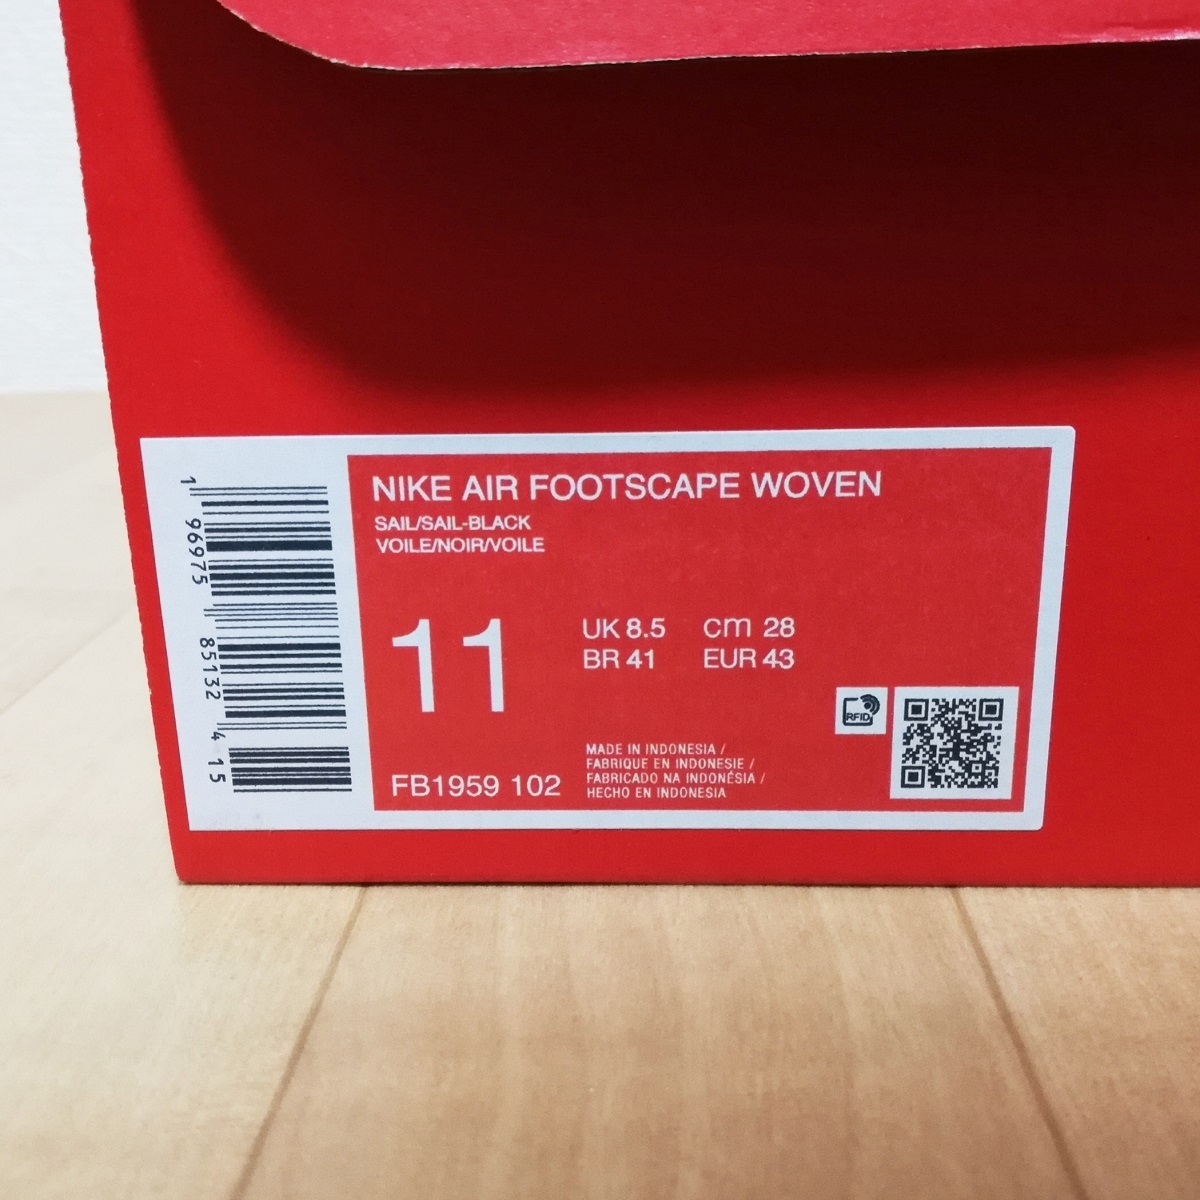 NIKE AIR FOOTSCAPE WOVEN
SAIL/SAIL-BLACK
VOILE/NOIR/VOILE
11
UK 8.5 cm 28
BR 41 EUR 43
RFID
FB1959 102
MADE IN INDONESIA /
FABRIQUE EN INDONESIE /
FABRICADO NA INDONÉSIA /
HECHO EN INDONESIA
1 96975 85132 4 15